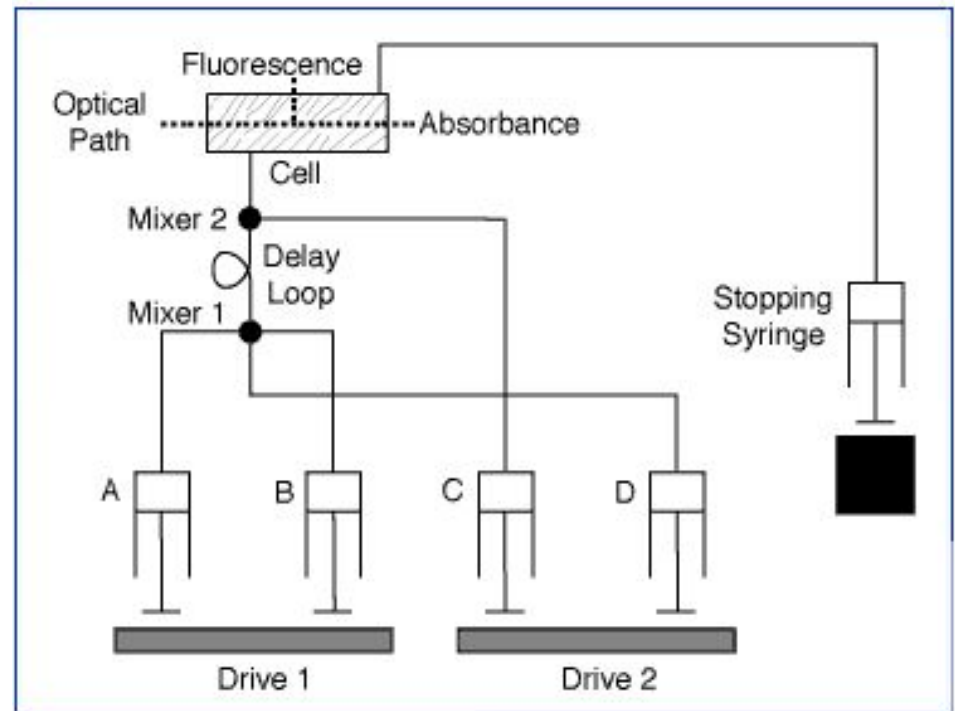 Fluorescence
Optical
Path
Absorbance
Cell
Mixer 2
Delay
Loop
Mixer 1
Stopping
Syringe
A
B
C
D
Drive 1
Drive 2